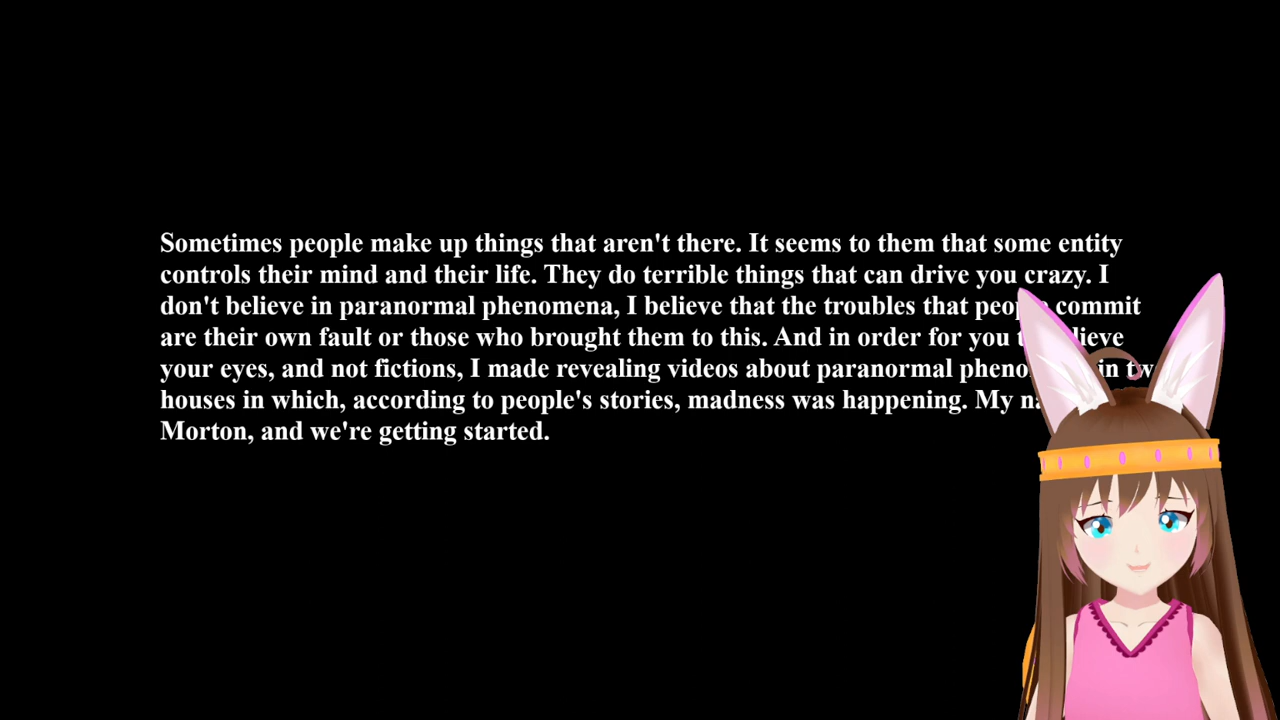 Sometimes people make up things that aren't there. It seems to them that some entity
controls their mind and their life. They do terrible things that can drive you crazy. I
don't believe in paranormal phenomena, I believe that the troubles that people commit
are their own fault or those who brought them to this. And in order for you to believe
your eyes, and not fictions, I made revealing videos about paranormal in
houses in which, according to people's stories, madness was happening. My
Morton, and we're getting started.